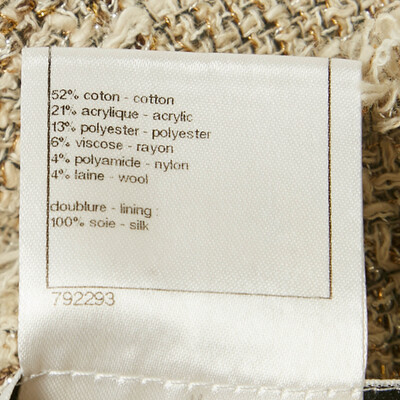 52% coton - cotton
21% acrylique - acrylic
13% polyester - polyester
6% viscose - rayon
4% polyamide - nylon
4% laine - wool
doublure - lining :
100% soie - silk
792293